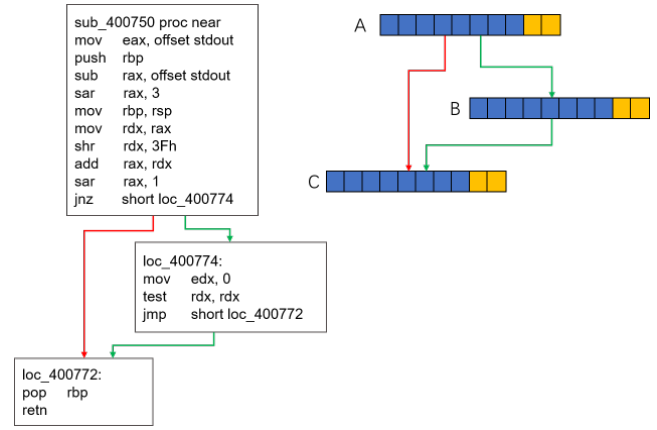 sub_400750 proc near
mov eax, offset stdout
push rbp
sub rax, offset stdout
sar rax, 3
mov rbp, rsp
mov rdx, rax
shr rdx, 3Fh
add rax, rdx
sar rax, 1
jnz short loc_400774
loc_400774:
mov edx, 0
test rdx, rdx
jmp short loc_400772
loc_400772:
pop rbp
retn
A
B
C